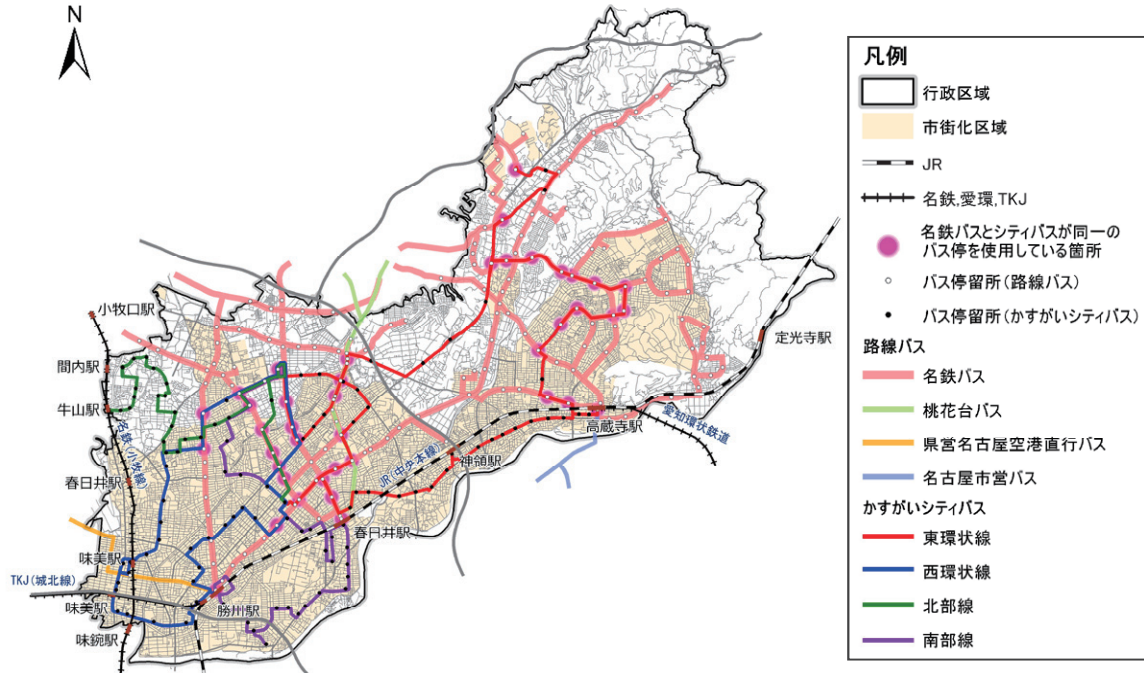 N
小牧口駅
間内駅
牛山駅
名鉄(小牧線)
春日井駅
味美駅
TKJ(城北線)
味美駅
味鋺駅
勝川駅
春日井駅
JR(中央本線)
神領駅
高蔵寺駅
愛知環状鉄道
定光寺駅
凡例
行政区域
市街化区域
JR
名鉄,愛環,TKJ
名鉄バスとシティバスが同一の
バス停を使用している箇所
バス停留所(路線バス)
バス停留所(かすがいシティバス)
路線バス
名鉄バス
桃花台バス
県営名古屋空港直行バス
名古屋市営バス
かすがいシティバス
東環状線
西環状線
北部線
南部線